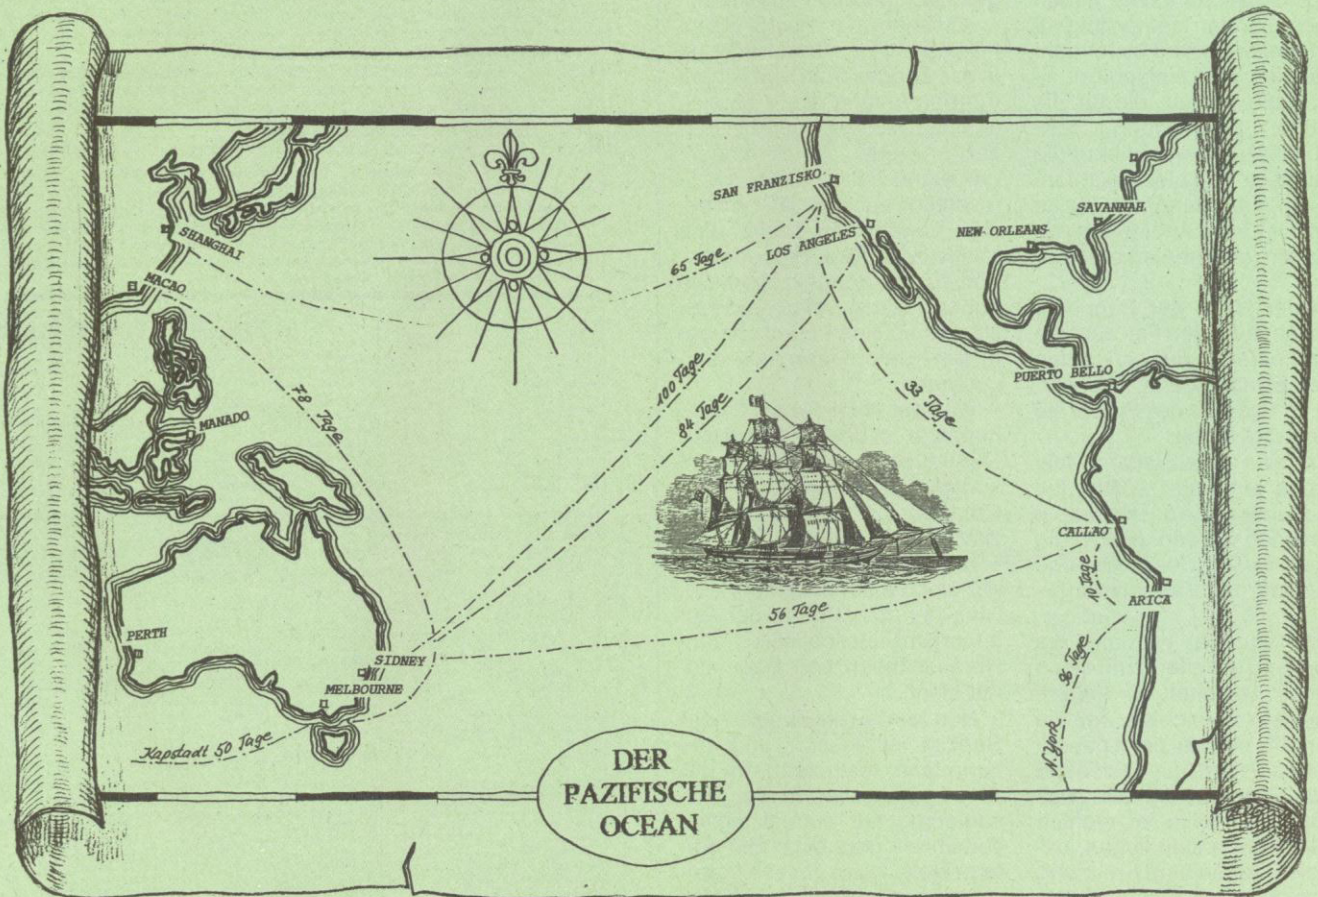 SAN FRANZISKO
SAVANNAH
SHANGHAI
NEW ORLEANS
LOS ANGELES
65 Tage
MACAO
PUERTO BELLO
100 Tage
84 Tage
33 Tage
78 Tage
MANADO
CALLAO
10 Tage
ARICA
56 Tage
PERTH
SIDNEY
MELBOURNE
96 Tage
N. York
Kapstadt 50 Tage
DER
PAZIFISCHE
OCEAN